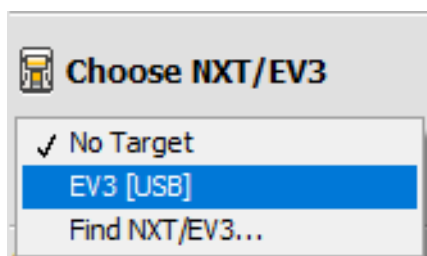 Choose NXT/EV3
No Target
EV3 [USB]
Find NXT/EV3...